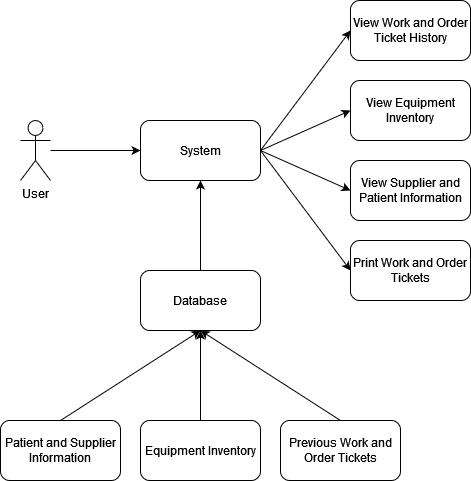 View Work and Order
Ticket History
View Equipment
Inventory
System
User
View Supplier and
Patient Information
Print Work and Order
Tickets
Database
Patient and Supplier
Information
Equipment Inventory
Previous Work and
Order Tickets